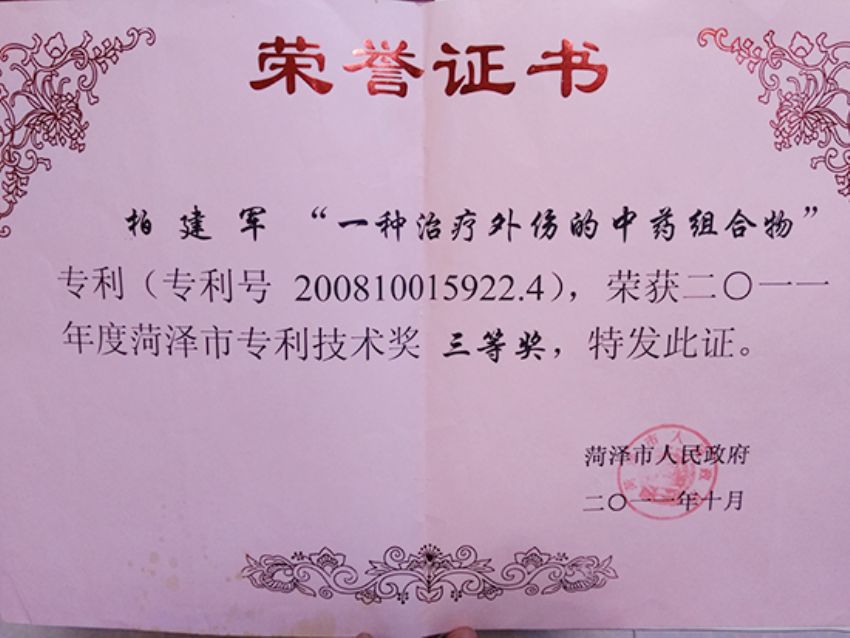 荣誉证书
柏建军“一种治疗外伤的中药组合物”
专利（专利号 200810015922.4），荣获二〇一一
年度菏泽市专利技术奖 三等奖，特发此证。
菏泽市人民政府
二〇一一年十月